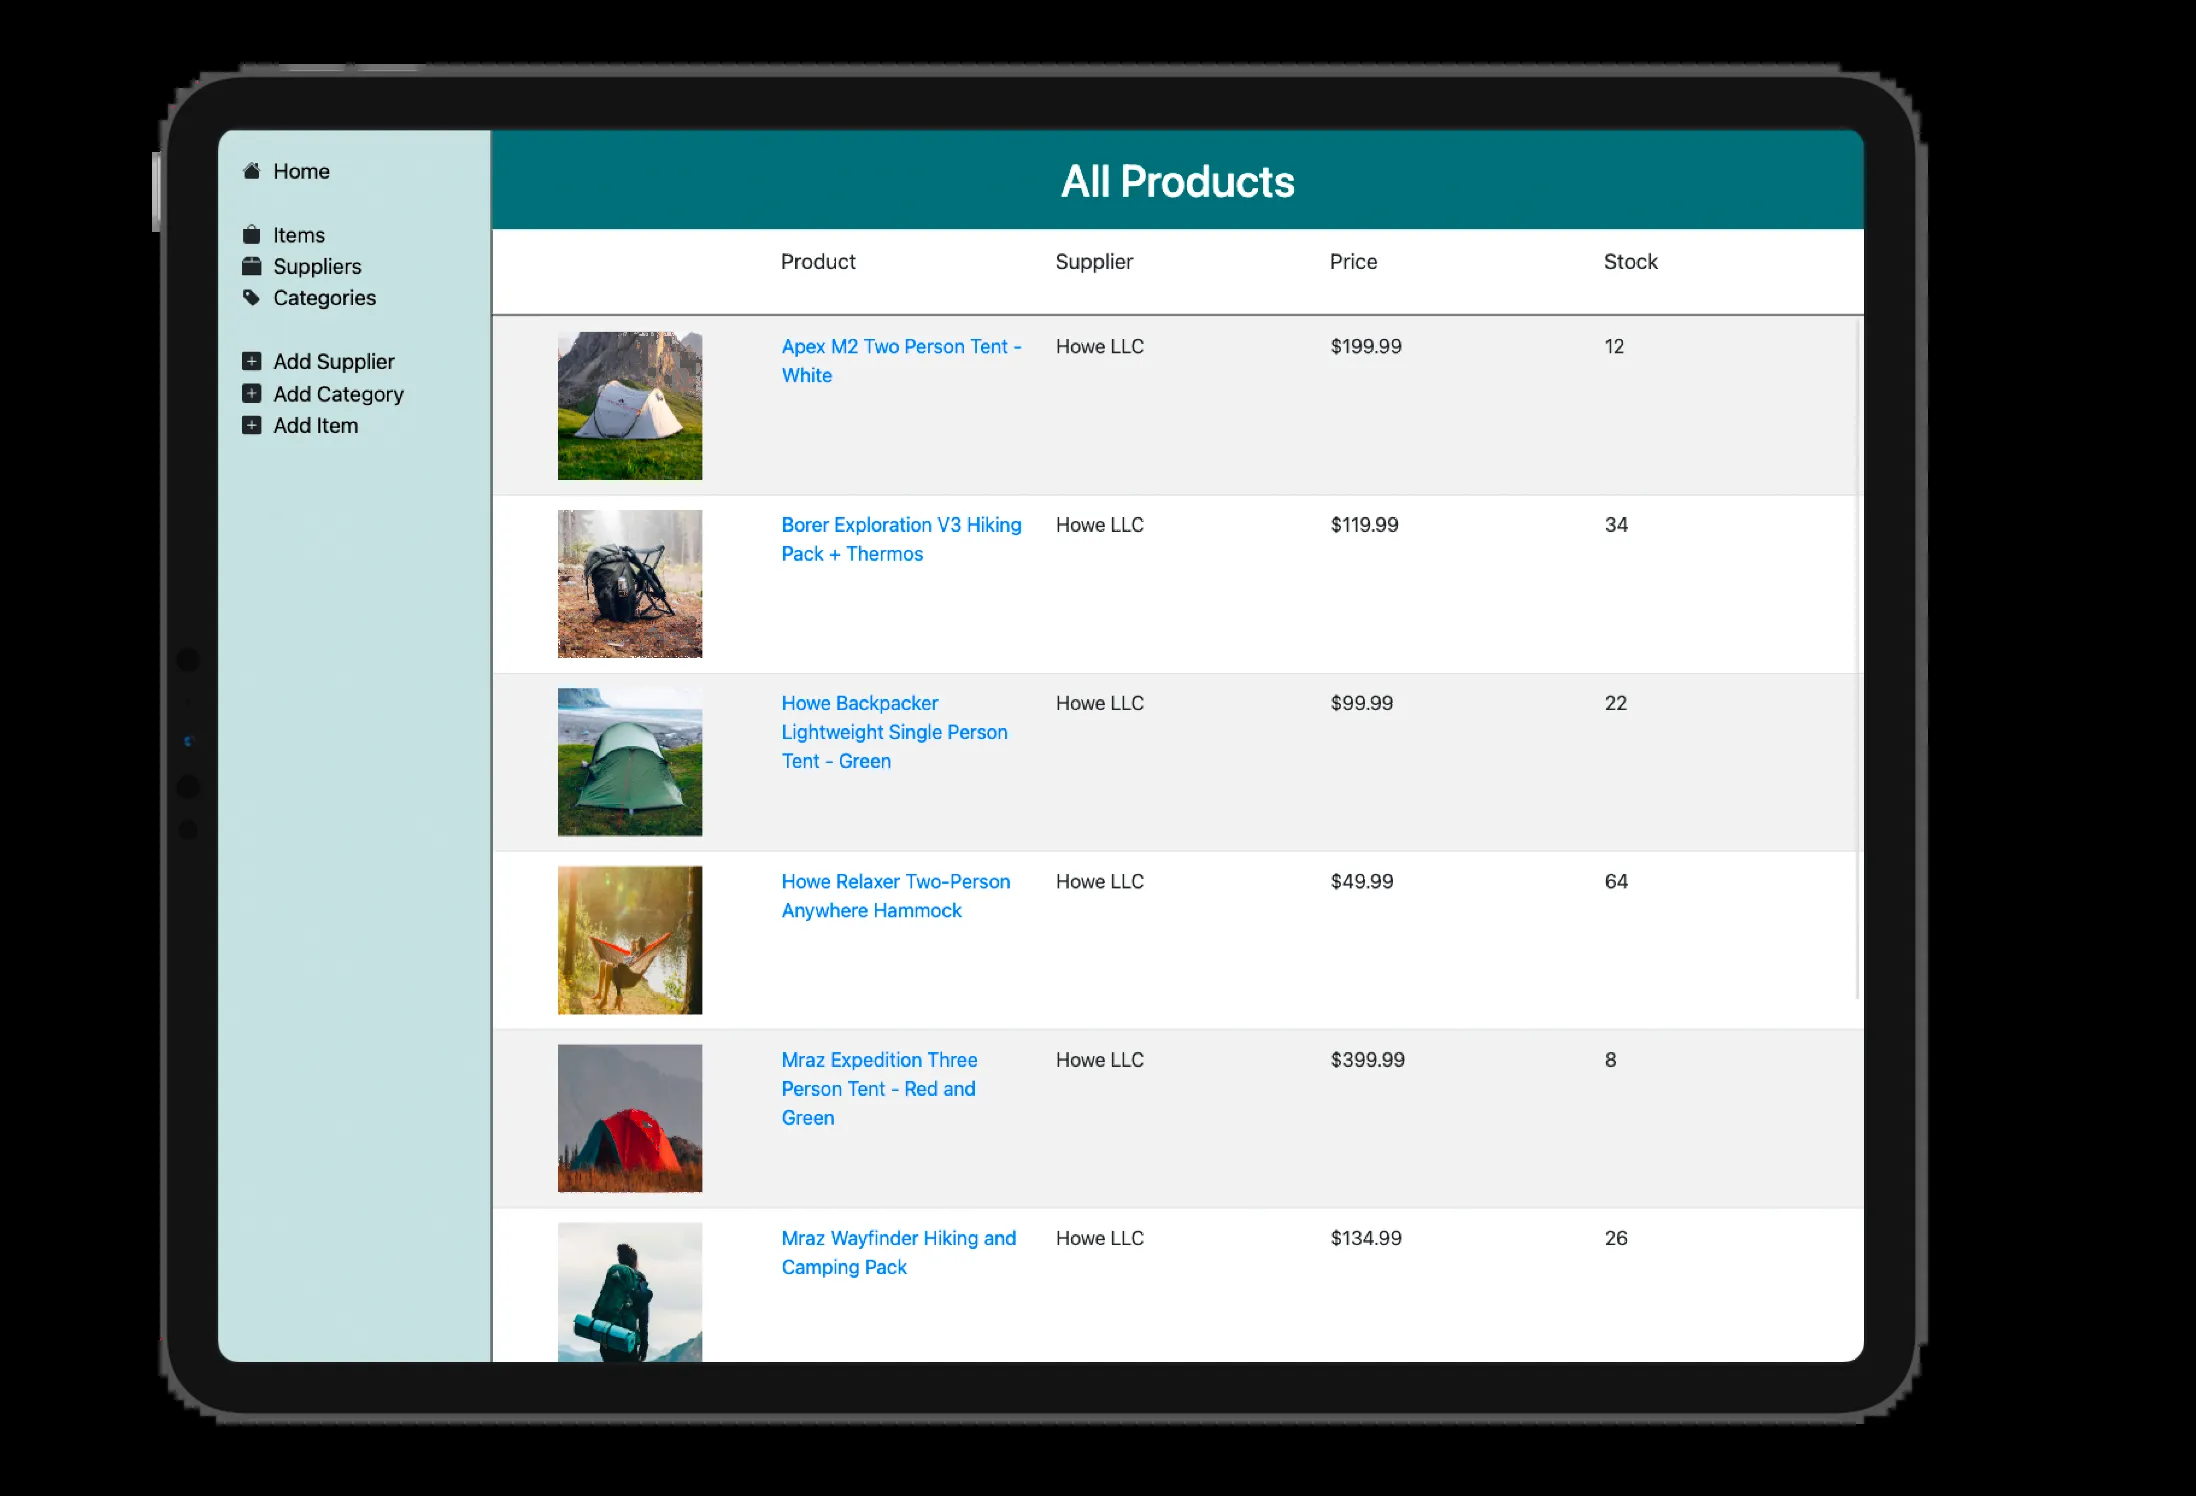 Home
Items
Suppliers
Categories
Add Supplier
Add Category
Add Item
All Products
Product Supplier Price Stock
Apex M2 Two Person Tent - Howe LLC $199.99 12
White
Borer Exploration V3 Hiking Howe LLC $119.99 34
Pack + Thermos
Howe Backpacker Howe LLC $99.99 22
Lightweight Single Person
Tent - Green
Howe Relaxer Two-Person Howe LLC $49.99 64
Anywhere Hammock
Mraz Expedition Three Howe LLC $399.99 8
Person Tent - Red and
Green
Mraz Wayfinder Hiking and Howe LLC $134.99 26
Camping Pack